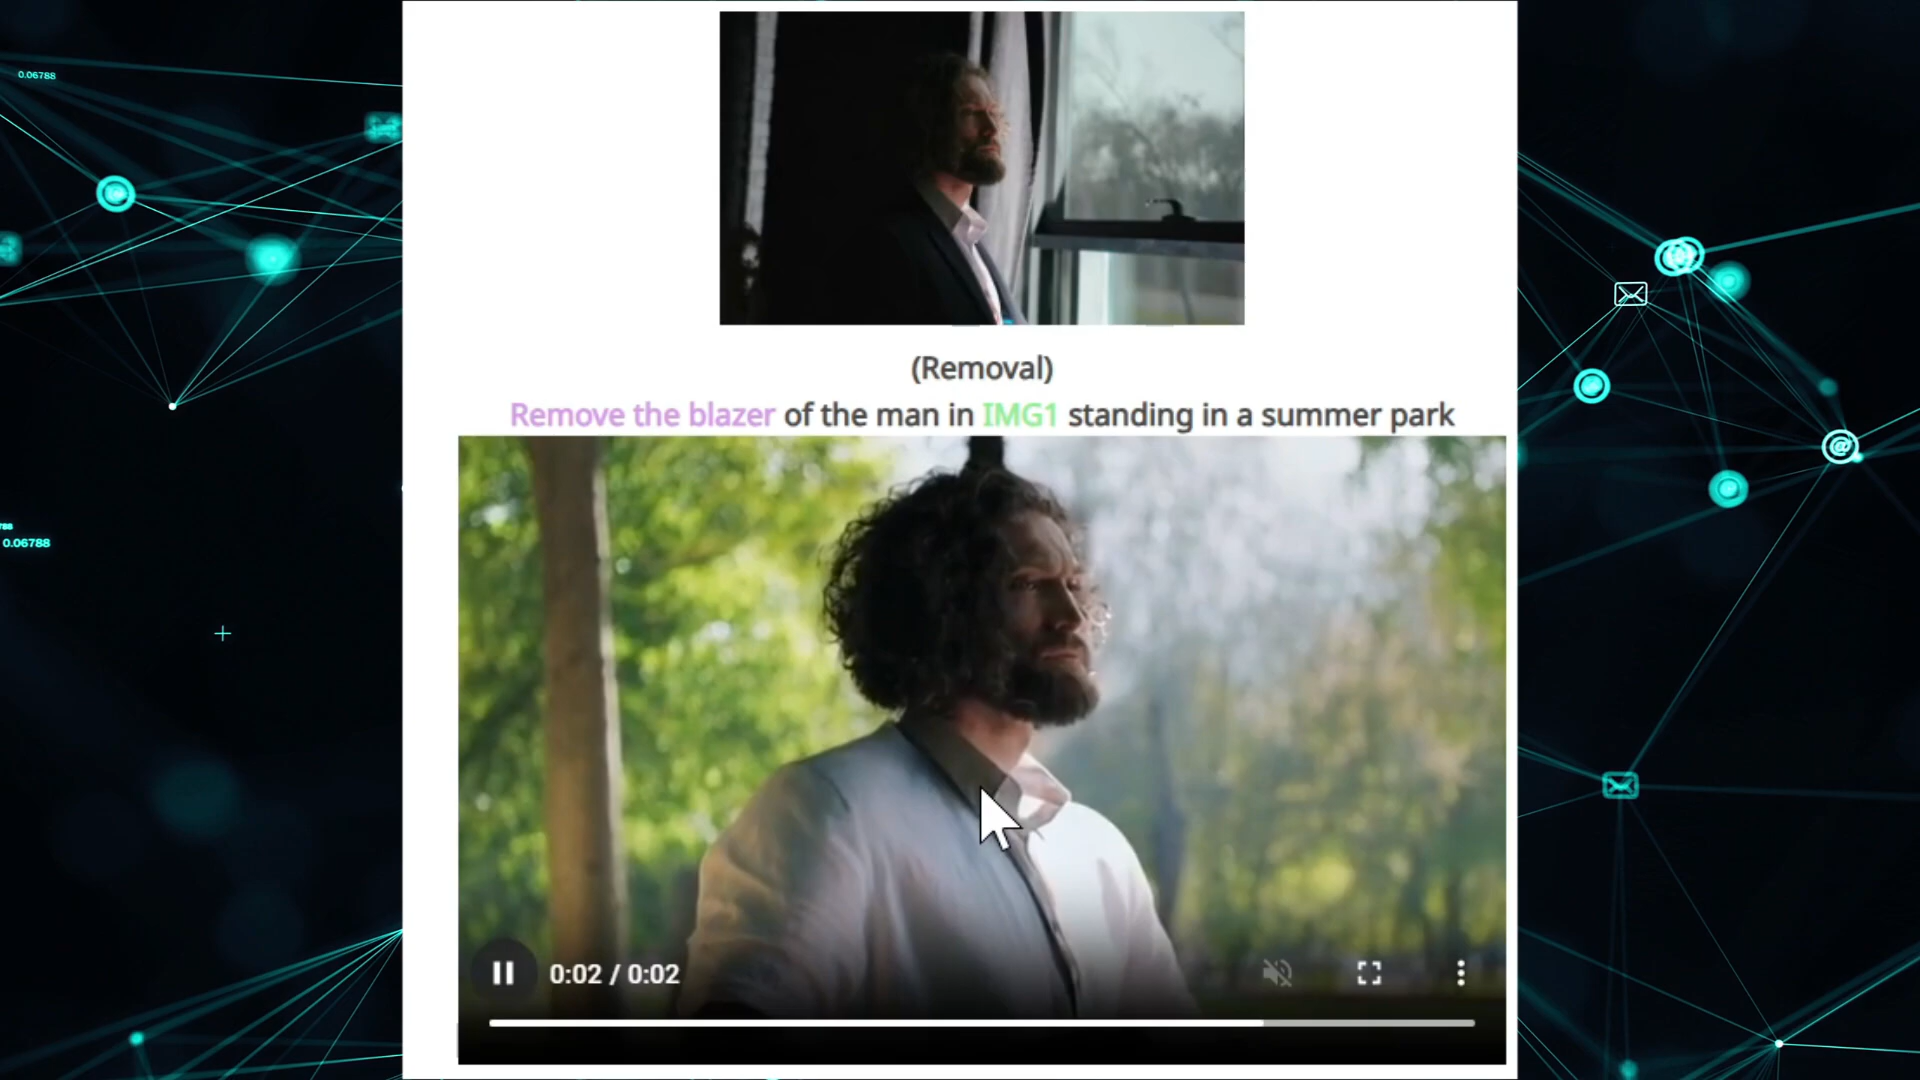 0.06788
(Removal)
Remove the blazer of the man in IMG1 standing in a summer park
788
0.06788
0:02 / 0:02